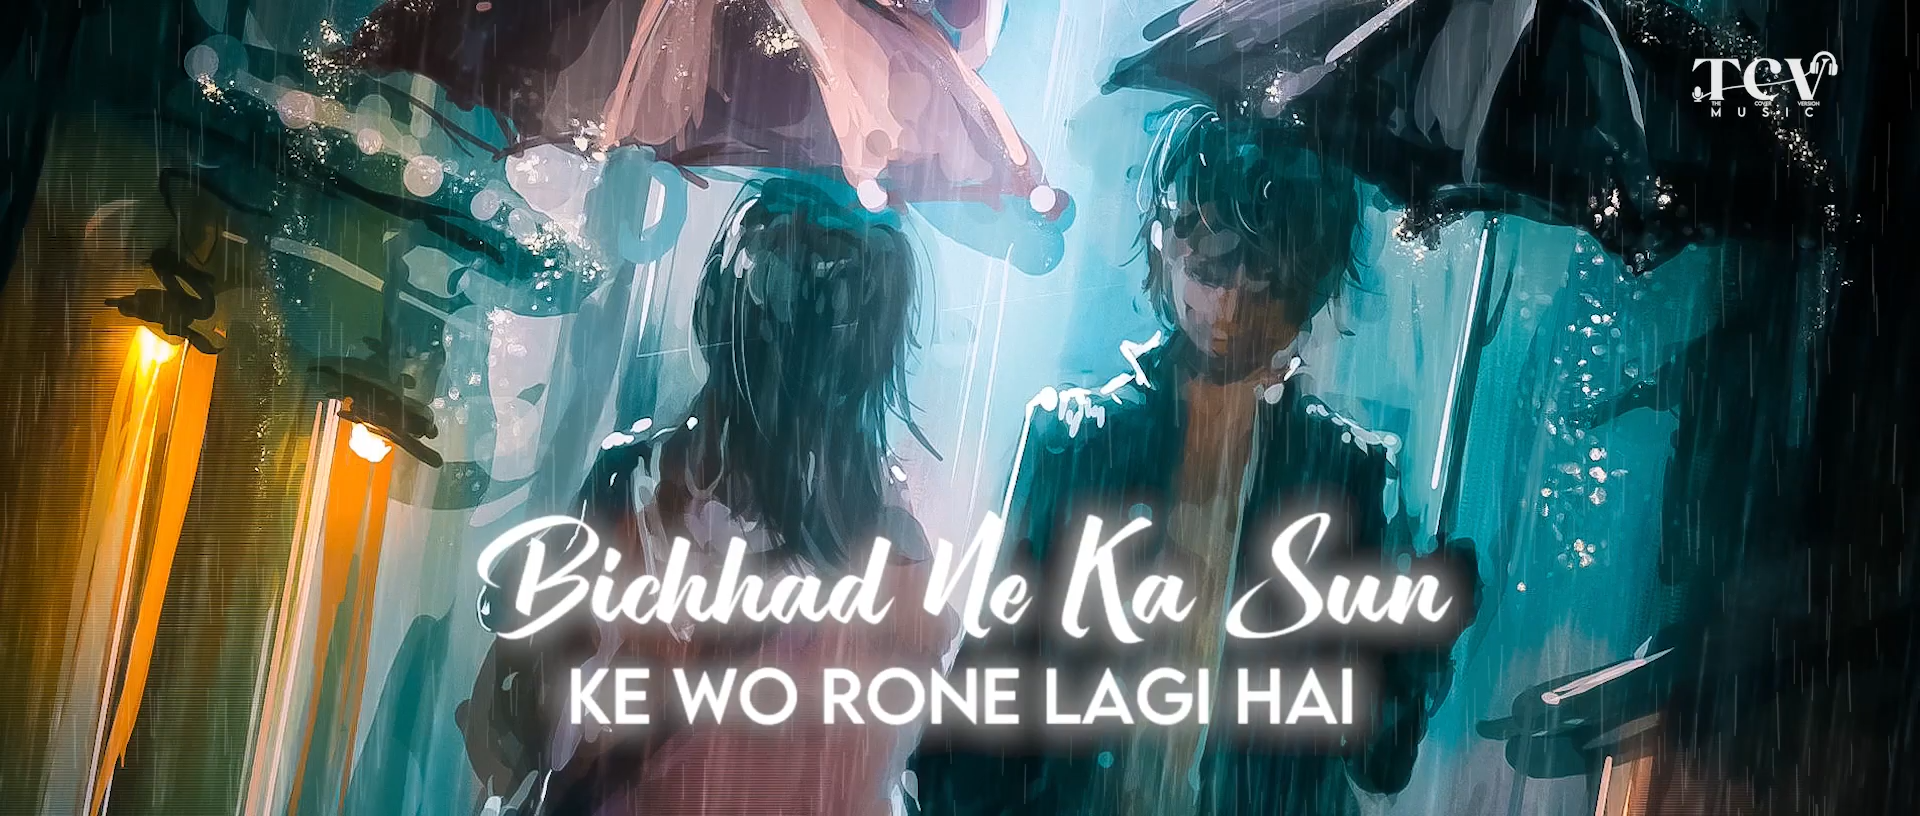 TCV
THE COVER VERSION
MUSIC
Bichhad Ne Ka Sun
KE WO RONE LAGI HAI